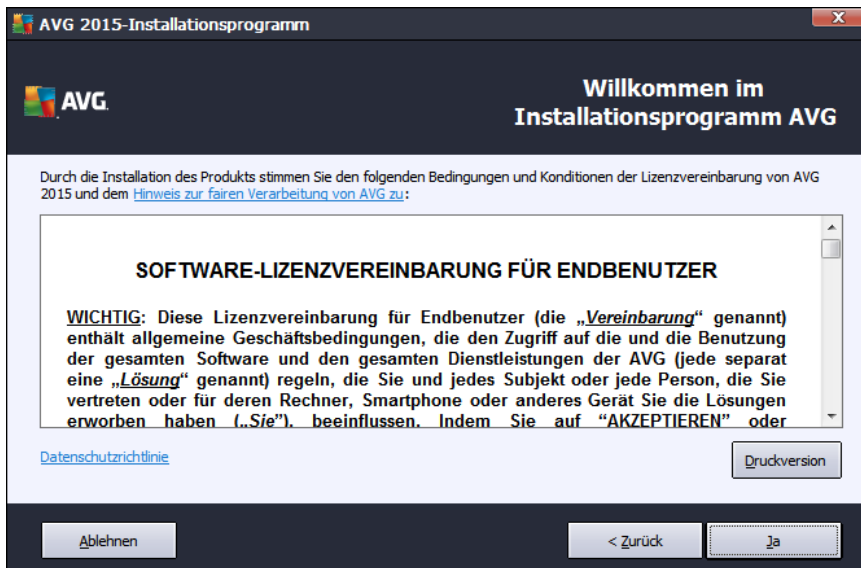 AVG 2015-Installationsprogramm
AVG.
Willkommen im
Installationsprogramm AVG
Durch die Installation des Produkts stimmen Sie den folgenden Bedingungen und Konditionen der Lizenzvereinbarung von AVG
2015 und dem Hinweis zur fairen Verarbeitung von AVG zu:
SOFTWARE-LIZENZVEREINBARUNG FÜR ENDBENUTZER
WICHTIG: Diese Lizenzvereinbarung für Endbenutzer (die „Vereinbarung“ genannt)
enthält allgemeine Geschäftsbedingungen, die den Zugriff auf die und die Benutzung
der gesamten Software und den gesamten Dienstleistungen der AVG (jede separat
eine „Lösung“ genannt) regeln, die Sie und jedes Subjekt oder jede Person, die Sie
vertreten oder für deren Rechner, Smartphone oder anderes Gerät Sie die Lösungen
erworben haben („Sie”), beeinflussen. Indem Sie auf “AKZEPTIEREN” oder
Datenschutzrichtlinie
Druckversion
Ablehnen
< Zurück
Ja